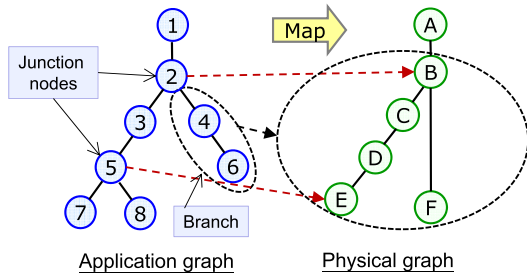 1
Map
A
Junction
nodes
2
B
3
4
C
5
6
D
E
7
8
F
Branch
Application graph
Physical graph